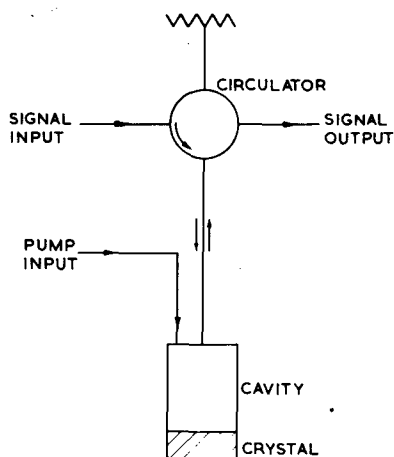 CIRCULATOR
SIGNAL
INPUT
SIGNAL
OUTPUT
PUMP
INPUT
CAVITY
CRYSTAL